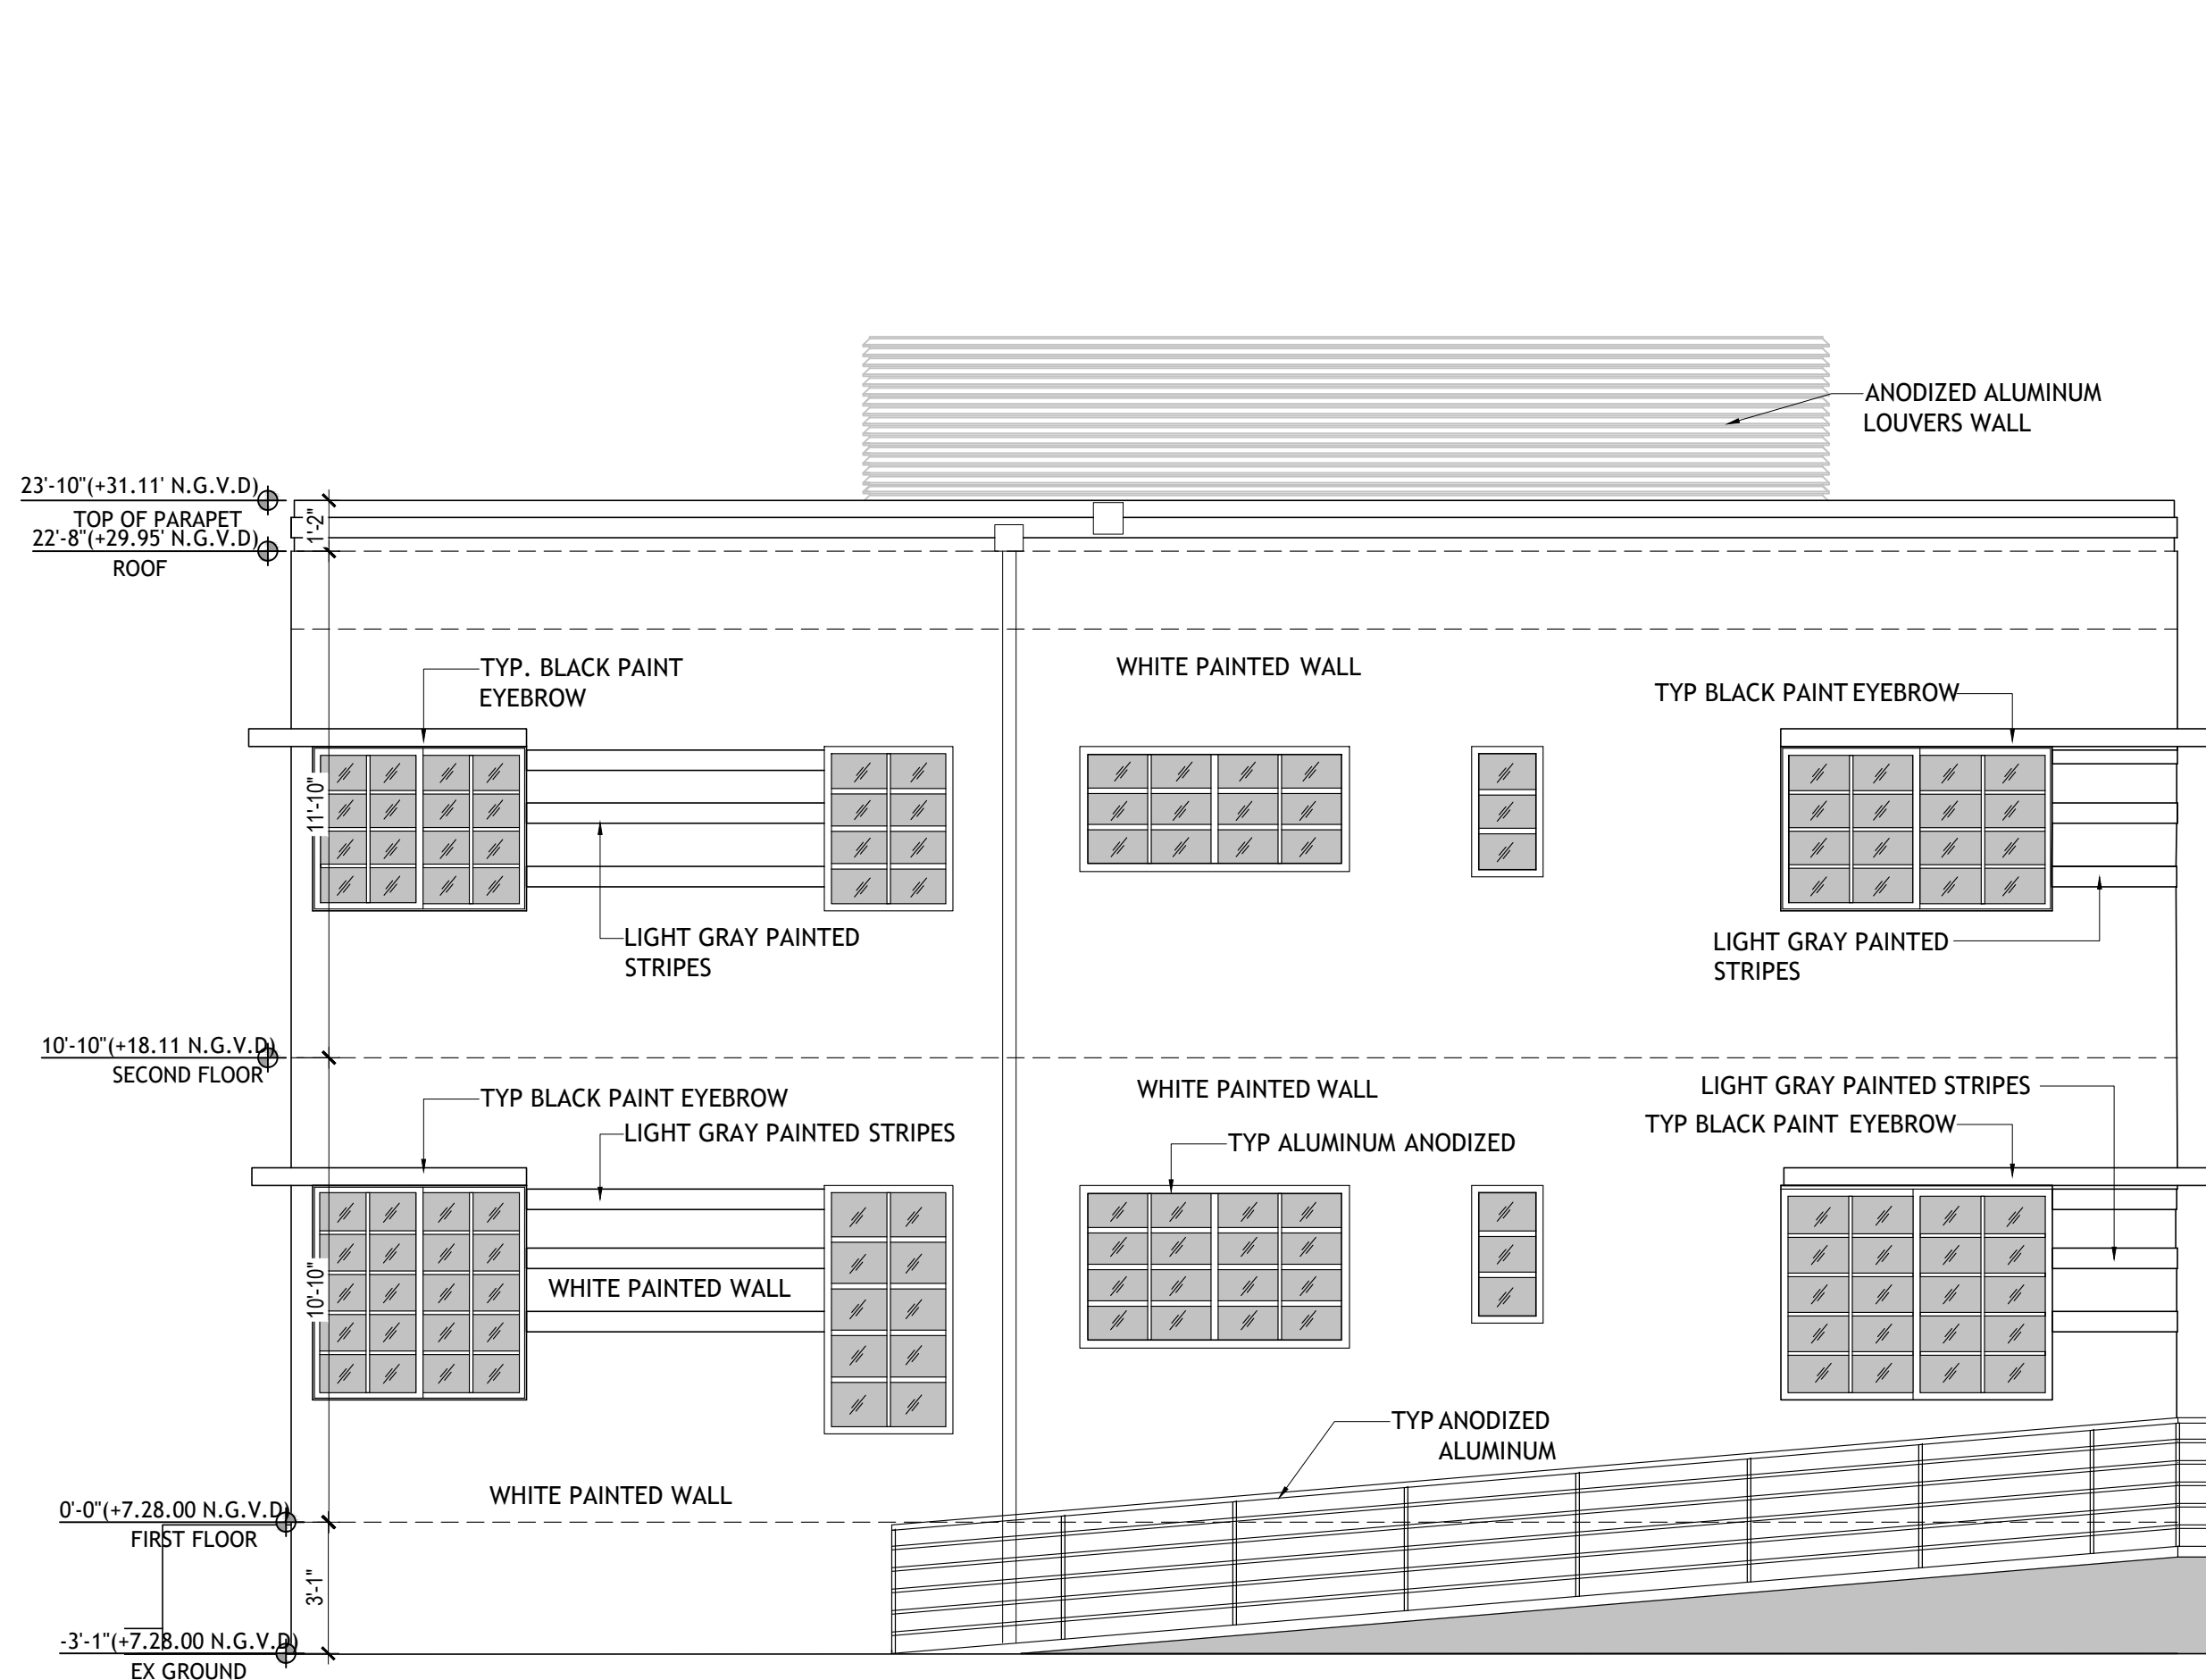 ANODIZED ALUMINUM
LOUVERS WALL
23'-10"(+31.11' N.G.V.D)
TOP OF PARAPET
1'-2"
22'-8"(+29.95' N.G.V.D)
ROOF
TYP. BLACK PAINT
EYEBROW
WHITE PAINTED WALL
TYP BLACK PAINT EYEBROW
11'-10"
LIGHT GRAY PAINTED
STRIPES
LIGHT GRAY PAINTED
STRIPES
10'-10"(+18.11 N.G.V.D)
SECOND FLOOR
TYP BLACK PAINT EYEBROW
LIGHT GRAY PAINTED STRIPES
WHITE PAINTED WALL
TYP ALUMINUM ANODIZED
LIGHT GRAY PAINTED STRIPES
TYP BLACK PAINT EYEBROW
10'-10"
WHITE PAINTED WALL
TYP ANODIZED
ALUMINUM
WHITE PAINTED WALL
0'-0"(+7.28.00 N.G.V.D)
FIRST FLOOR
3'-1"
-3'-1"(+7.28.00 N.G.V.D)
EX GROUND